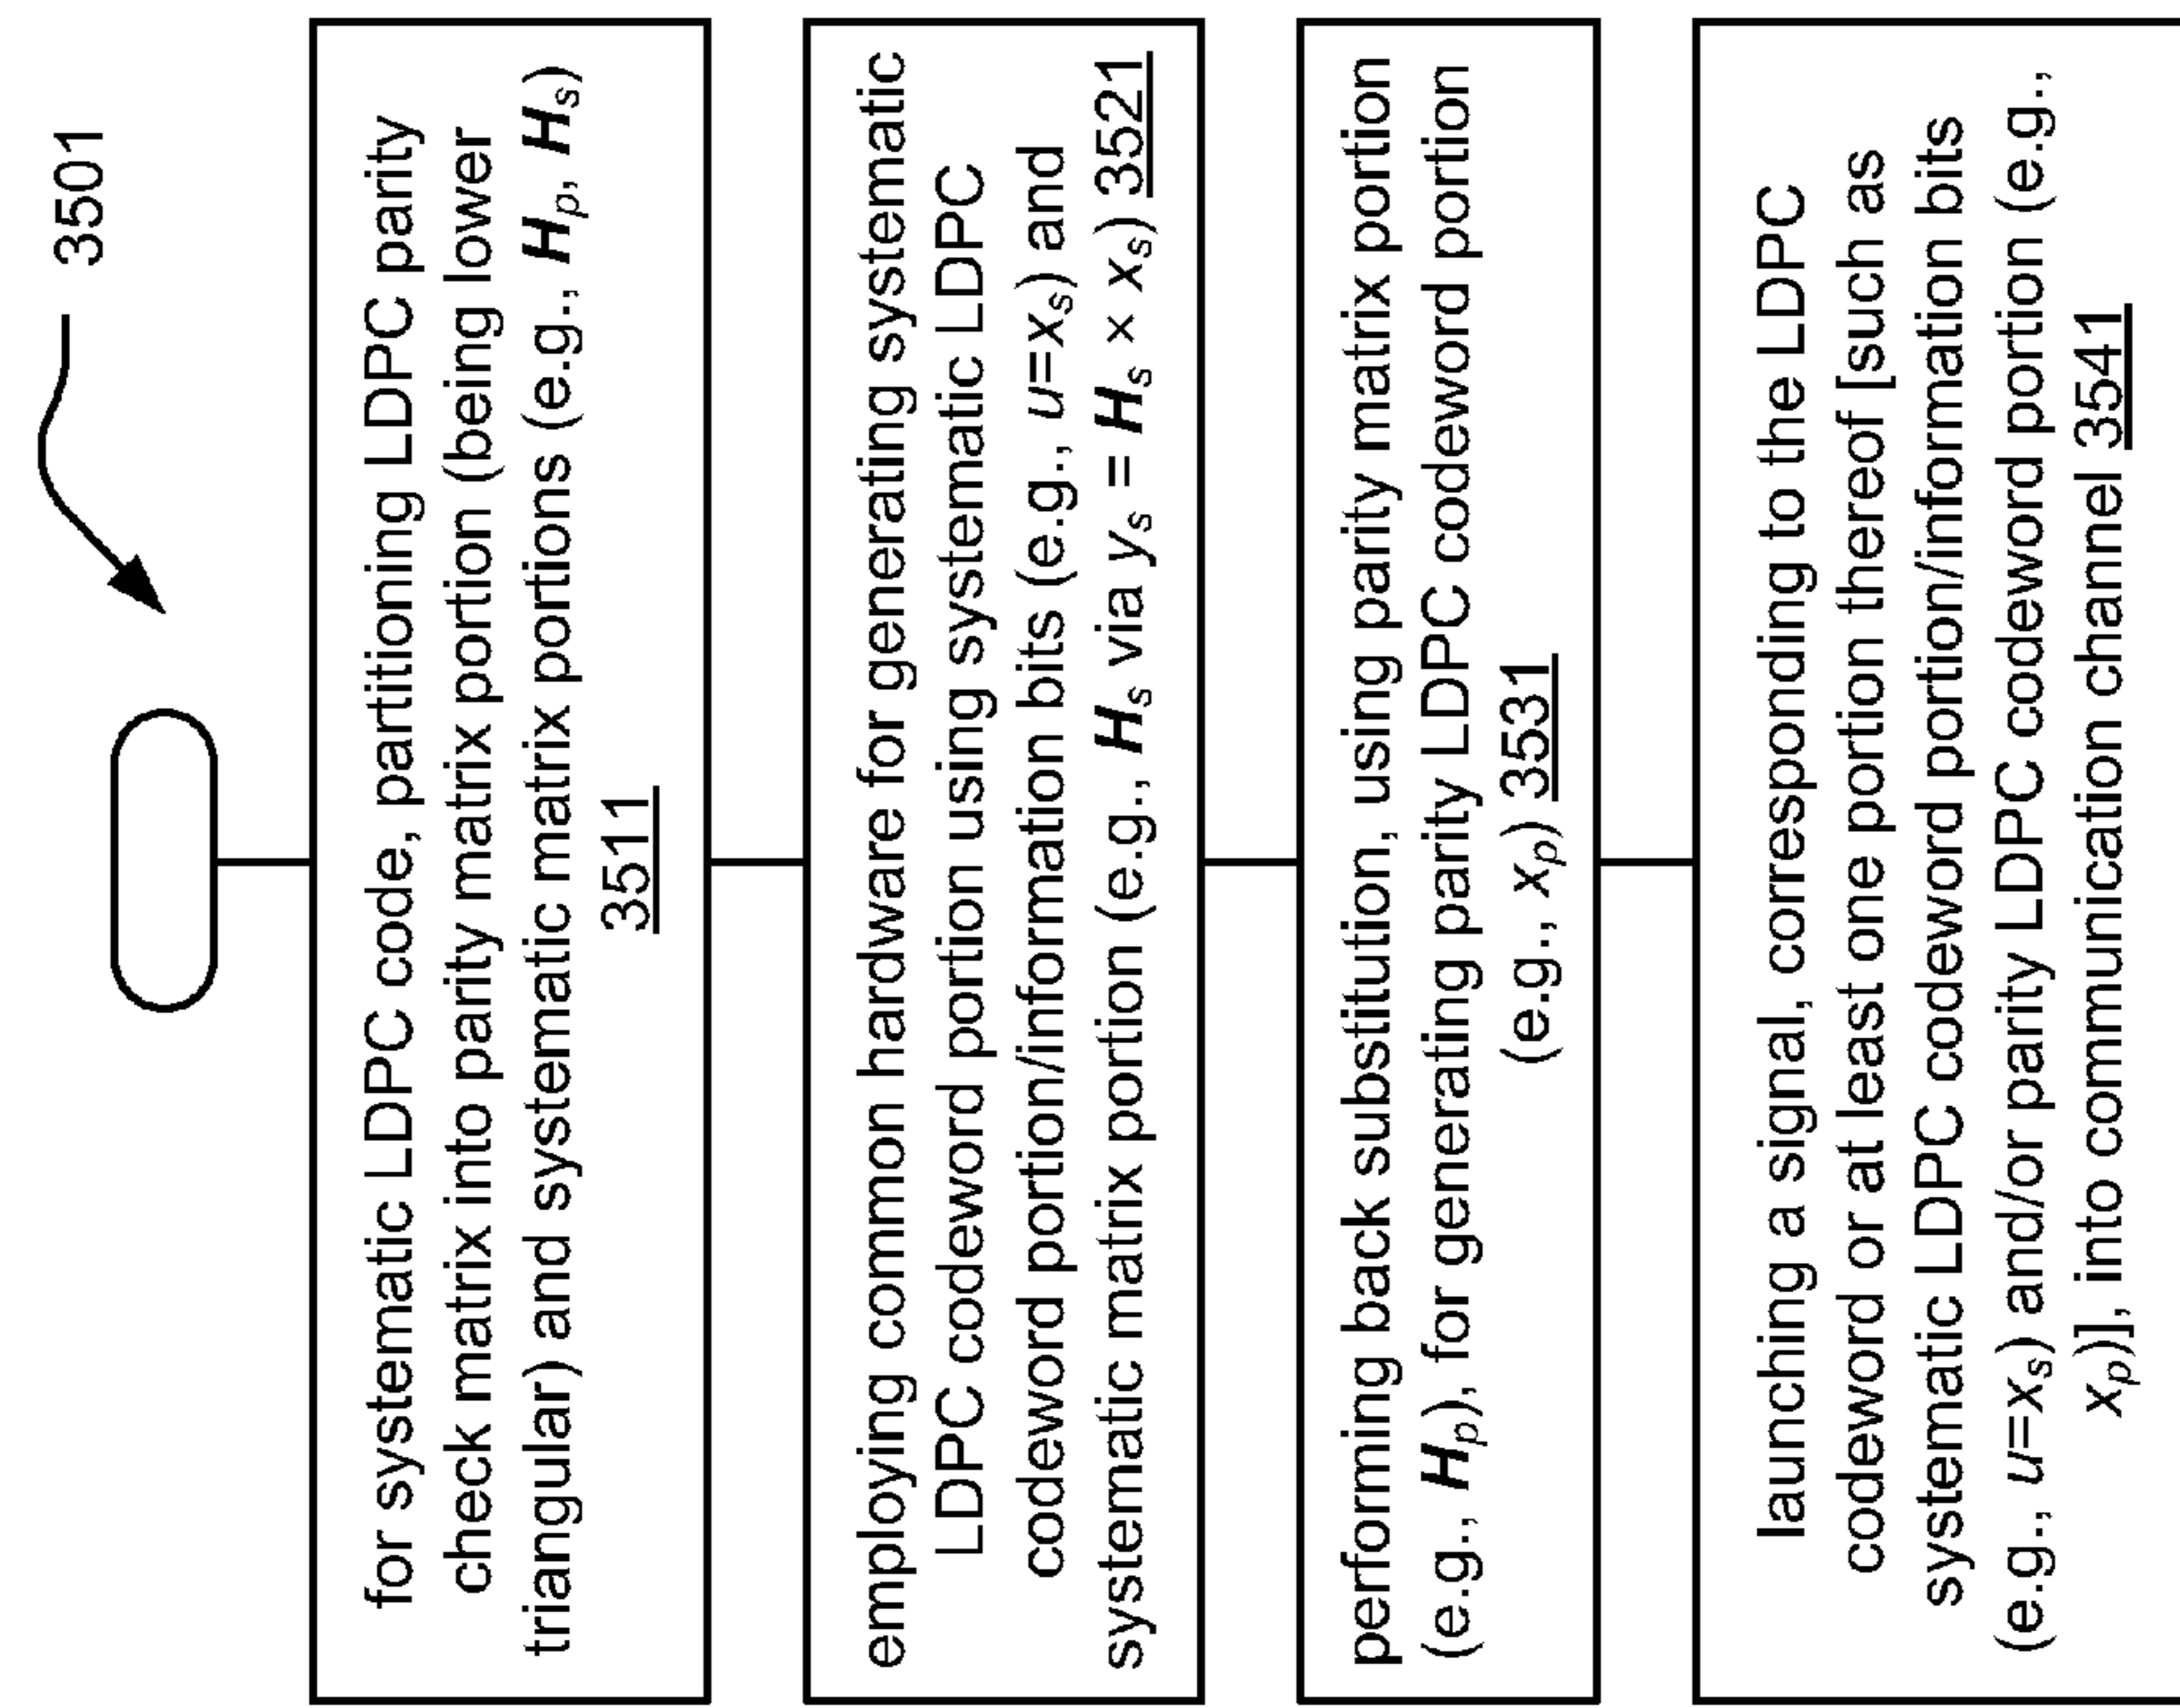 3501
for systematic LDPC code, partitioning LDPC parity
check matrix into parity matrix portion (being lower
triangular) and systematic matrix portions (e.g., Hp, Hs)
3511
employing common hardware for generating systematic
LDPC codeword portion using systematic LDPC
codeword portion/information bits (e.g., u=xs) and
systematic matrix portion (e.g., Hs via ys = Hs × xs) 3521
performing back substitution, using parity matrix portion
(e.g., Hp), for generating parity LDPC codeword portion
(e.g., xp) 3531
launching a signal, corresponding to the LDPC
codeword or at least one portion thereof [such as
systematic LDPC codeword portion/information bits
(e.g., u=xs) and/or parity LDPC codeword portion (e.g.,
xp)], into communication channel 3541